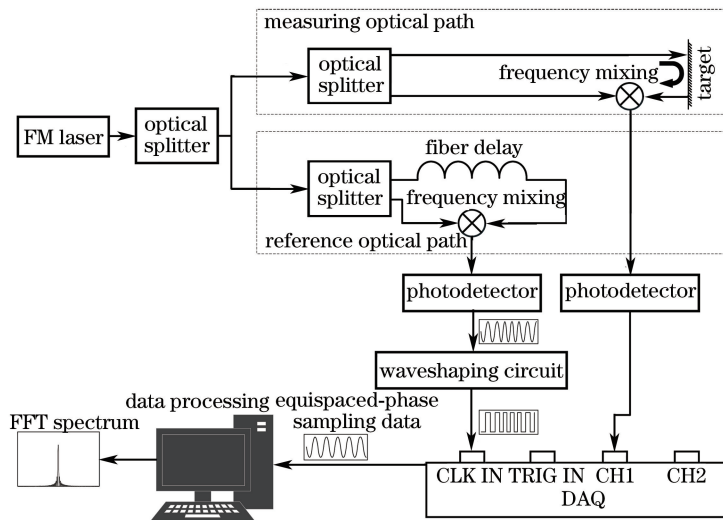 measuring optical path
optical
splitter
frequency mixing
target
FM laser
optical
splitter
fiber delay
optical
splitter
frequency mixing
reference optical path
photodetector
photodetector
waveshaping circuit
data processing
equispaced-phase
sampling data
FFT spectrum
CLK IN TRIG IN CH1 CH2
DAQ